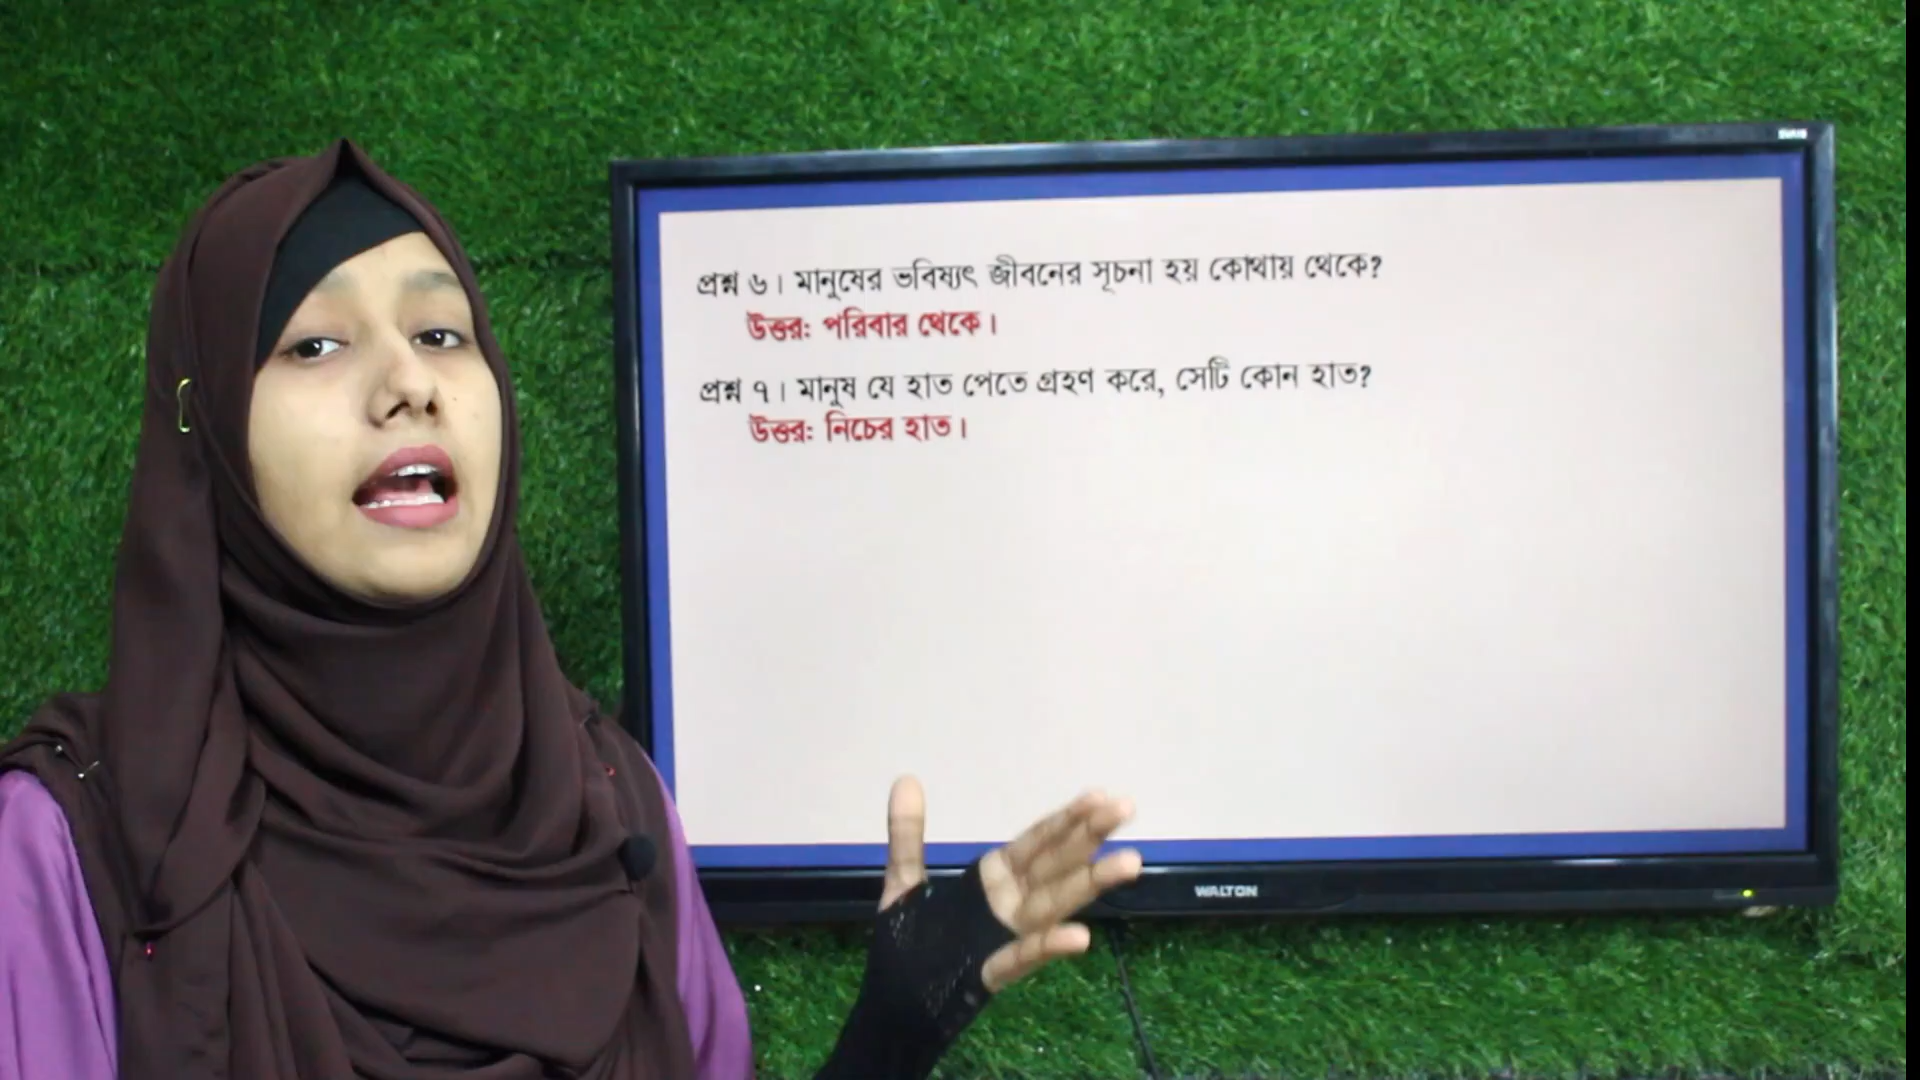 প্রশ্ন ৬। মানুষের ভবিষ্যৎ জীবনের সূচনা হয় কোথায় থেকে?
উত্তর: পরিবার থেকে।
প্রশ্ন ৭। মানুষ যে হাত পেতে গ্রহণ করে, সেটি কোন হাত?
উত্তর: নিচের হাত।
WALTON